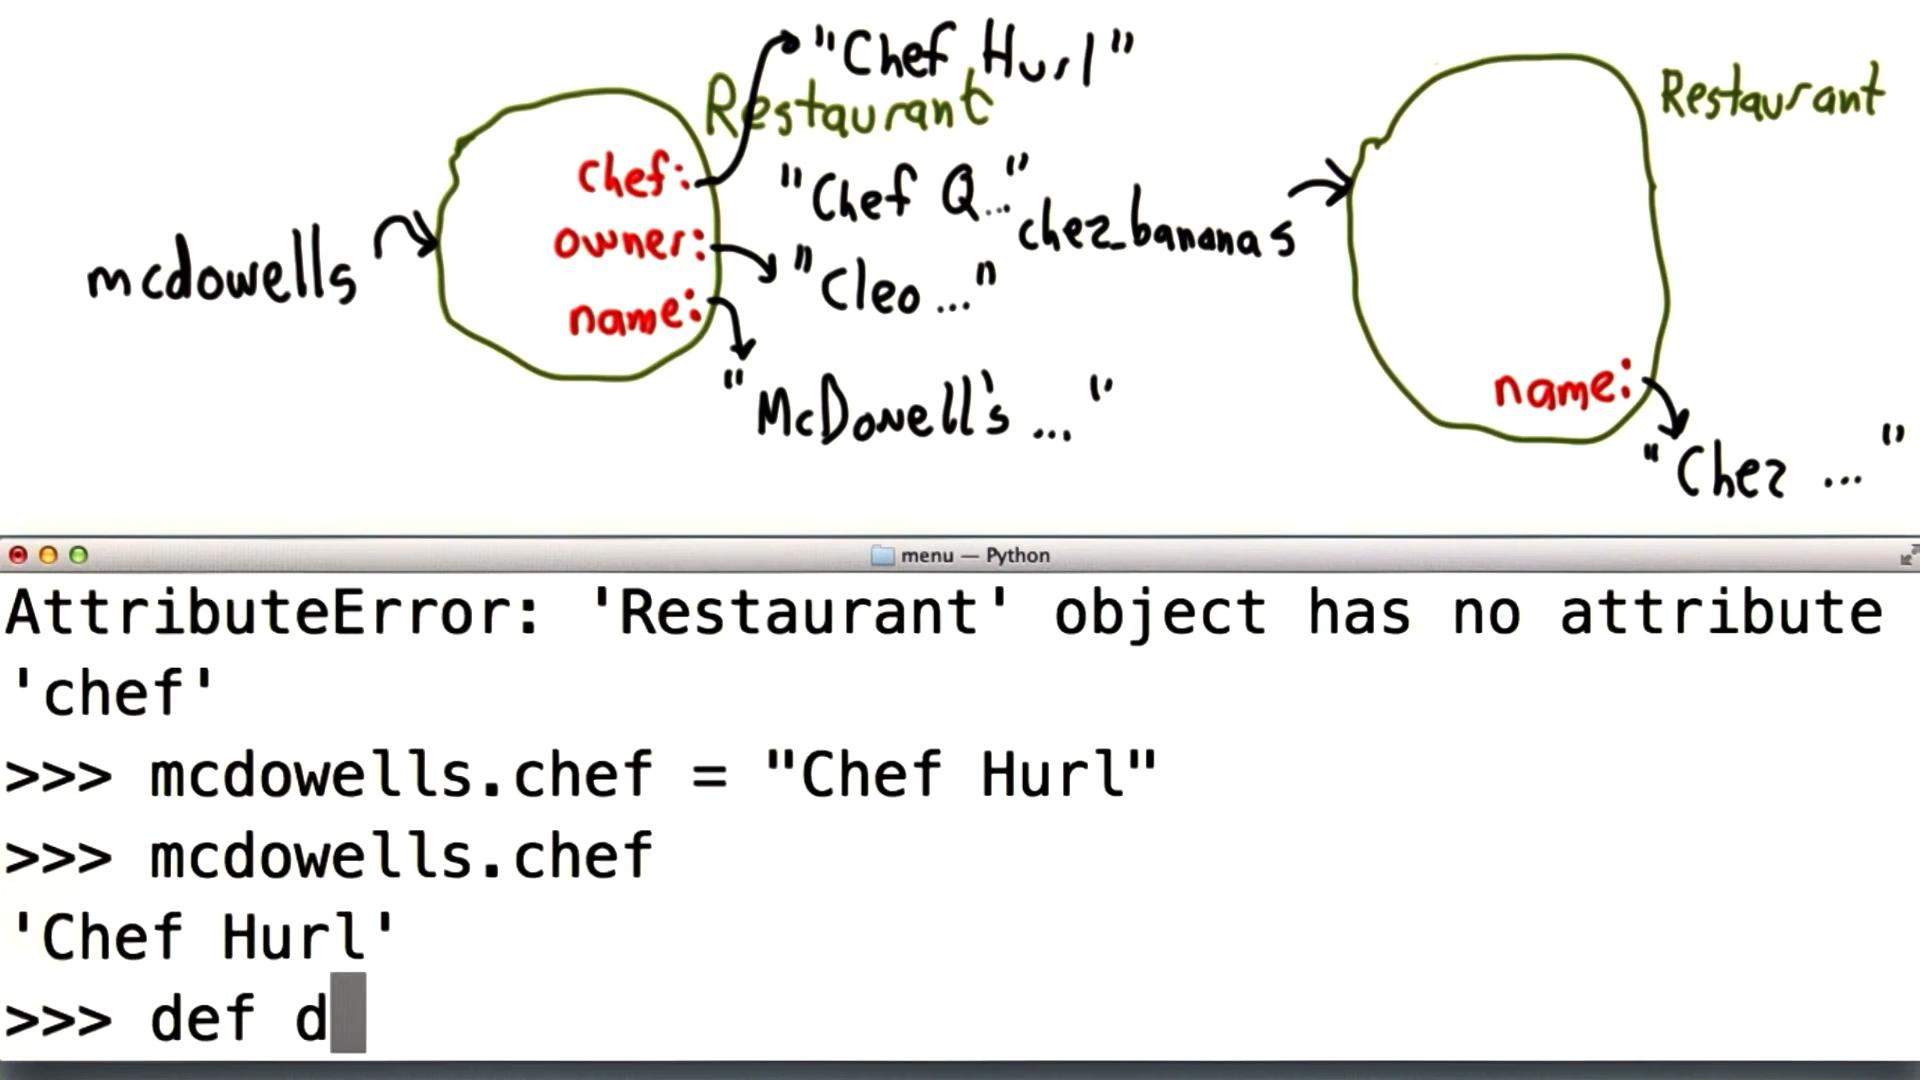 "Chef Hurl"
Restaurant
Restaurant
chef:
"Chef Q..."
mcdowells
owner:
"Cleo ..."
chez_bananas
name:
"McDowell's ..."
name:
"Chez ..."
menu — Python
AttributeError: 'Restaurant' object has no attribute
'chef'
>>> mcdowells.chef = "Chef Hurl"
>>> mcdowells.chef
'Chef Hurl'
>>> def d